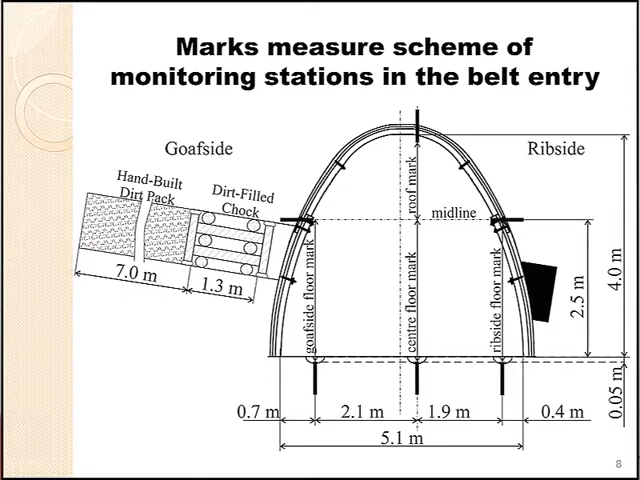 Marks measure scheme of
monitoring stations in the belt entry
Goafside
Ribside
Hand-Built
Dirt Pack
Dirt-Filled
Chock
roof mark
midline
7.0 m
1.3 m
goafside floor mark
centre floor mark
ribside floor mark
2.5 m
4.0 m
0.05 m
0.7 m
2.1 m
1.9 m
0.4 m
5.1 m
8